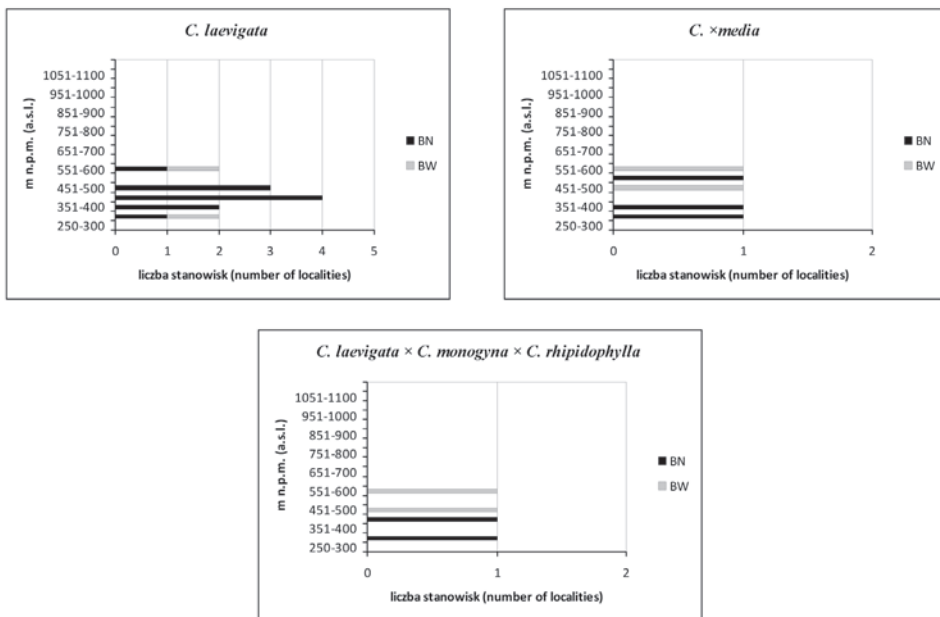 C. laevigata
m n.p.m. (a.s.l.)
1051-1100
951-1000
851-900
751-800
651-700
551-600
451-500
351-400
250-300
0 1 2 3 4 5
liczba stanowisk (number of localities)
BN
BW
C. ×media
m n.p.m. (a.s.l.)
1051-1100
951-1000
851-900
751-800
651-700
551-600
451-500
351-400
250-300
0 1 2
liczba stanowisk (number of localities)
BN
BW
C. laevigata × C. monogyna × C. rhipidophylla
m n.p.m. (a.s.l.)
1051-1100
951-1000
851-900
751-800
651-700
551-600
451-500
351-400
250-300
0 1 2
liczba stanowisk (number of localities)
BN
BW